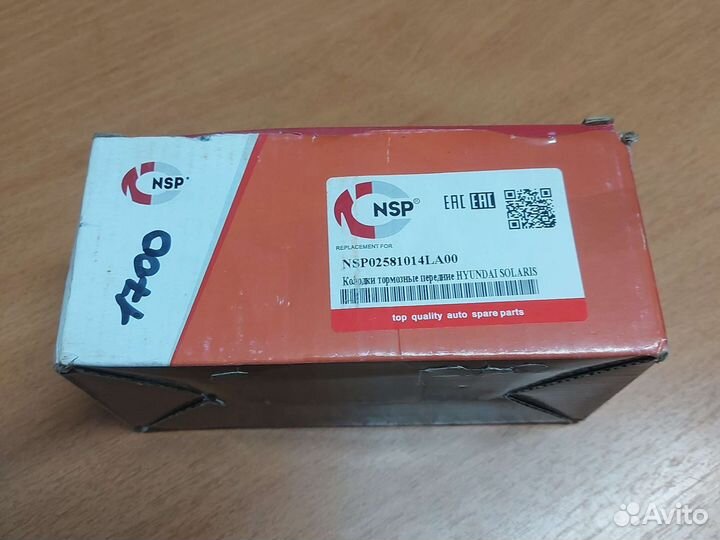 NSP®
1700
NSP®
EAC EAC
REPLACEMENT FOR
NSP02581014LA00
Колодки тормозные передние HYUNDAI SOLARIS
top quality auto spare parts
Avito